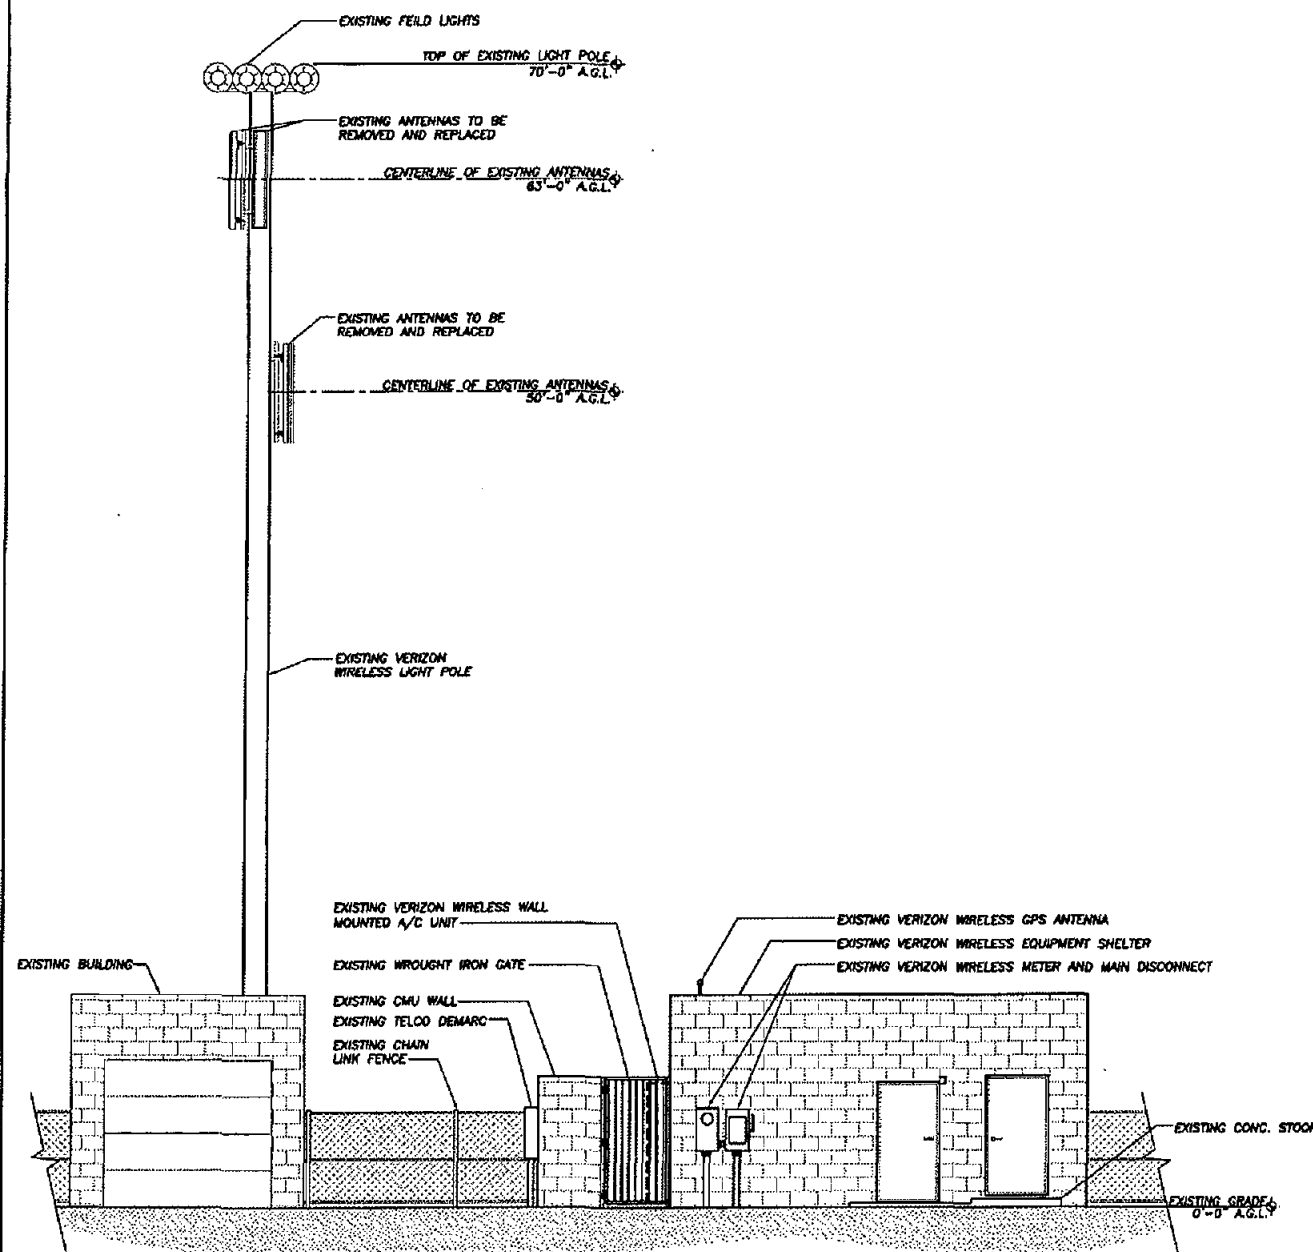 EXISTING FEILD LIGHTS
TOP OF EXISTING LIGHT POLE
70'-0" A.G.L.
EXISTING ANTENNAS TO BE
REMOVED AND REPLACED
CENTERLINE OF EXISTING ANTENNAS
63'-0" A.G.L.
EXISTING ANTENNAS TO BE
REMOVED AND REPLACED
CENTERLINE OF EXISTING ANTENNAS
50'-0" A.G.L.
EXISTING VERIZON
WIRELESS LIGHT POLE
EXISTING VERIZON WIRELESS WALL
MOUNTED A/C UNIT
EXISTING VERIZON WIRELESS GPS ANTENNA
EXISTING VERIZON WIRELESS EQUIPMENT SHELTER
EXISTING BUILDING
EXISTING WROUGHT IRON GATE
EXISTING VERIZON WIRELESS METER AND MAIN DISCONNECT
EXISTING CMU WALL
EXISTING TELCO DEMARC
EXISTING CHAIN
LINK FENCE
EXISTING CONC. STOOP
EXISTING GRADE
0'-0" A.G.L.